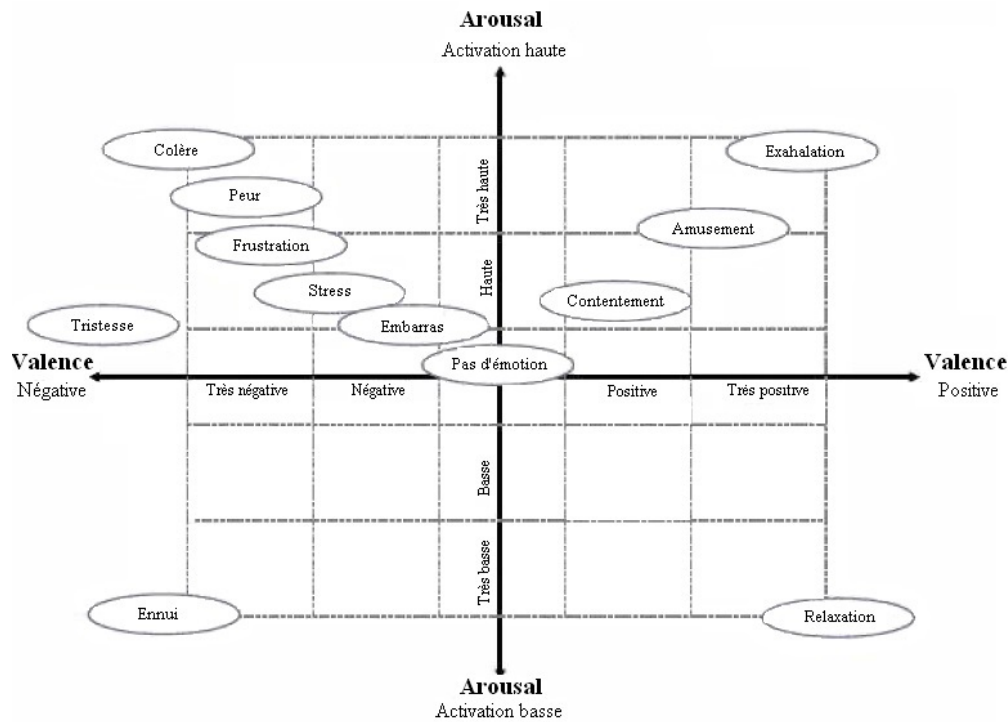 Arousal
Activation haute
Colère
Exahalation
Peur
Très haute
Amusement
Frustration
Haute
Stress
Contentement
Tristesse
Embarras
Valence
Négative
Pas d'émotion
Valence
Positive
Très négative
Négative
Positive
Très positive
Basse
Très basse
Ennui
Relaxation
Arousal
Activation basse